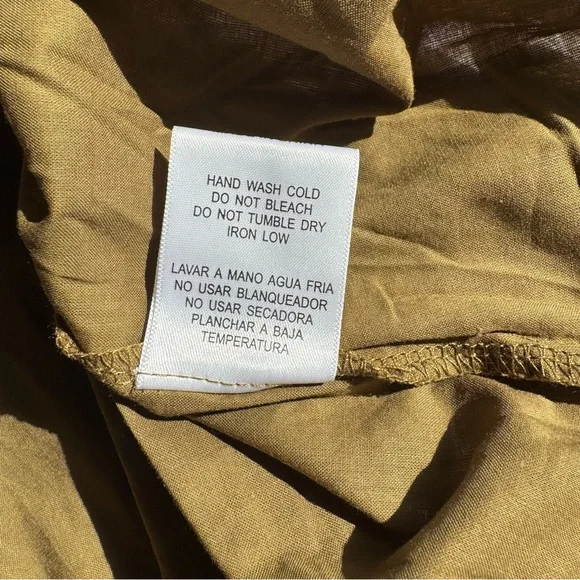 HAND WASH COLD
DO NOT BLEACH
DO NOT TUMBLE DRY
IRON LOW
LAVAR A MANO AGUA FRIA
NO USAR BLANQUEADOR
NO USAR SECADORA
PLANCHAR A BAJA
TEMPERATURA